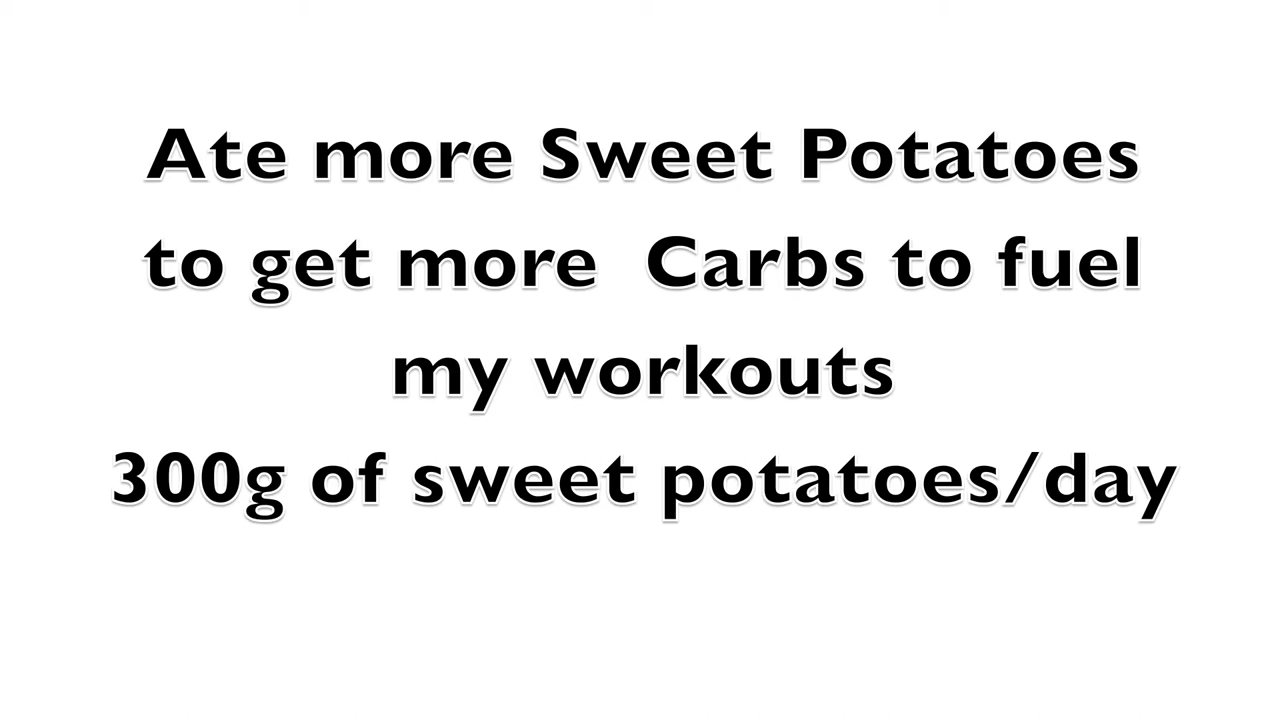 Ate more Sweet Potatoes
to get more  Carbs to fuel
my workouts
300g of sweet potatoes/day